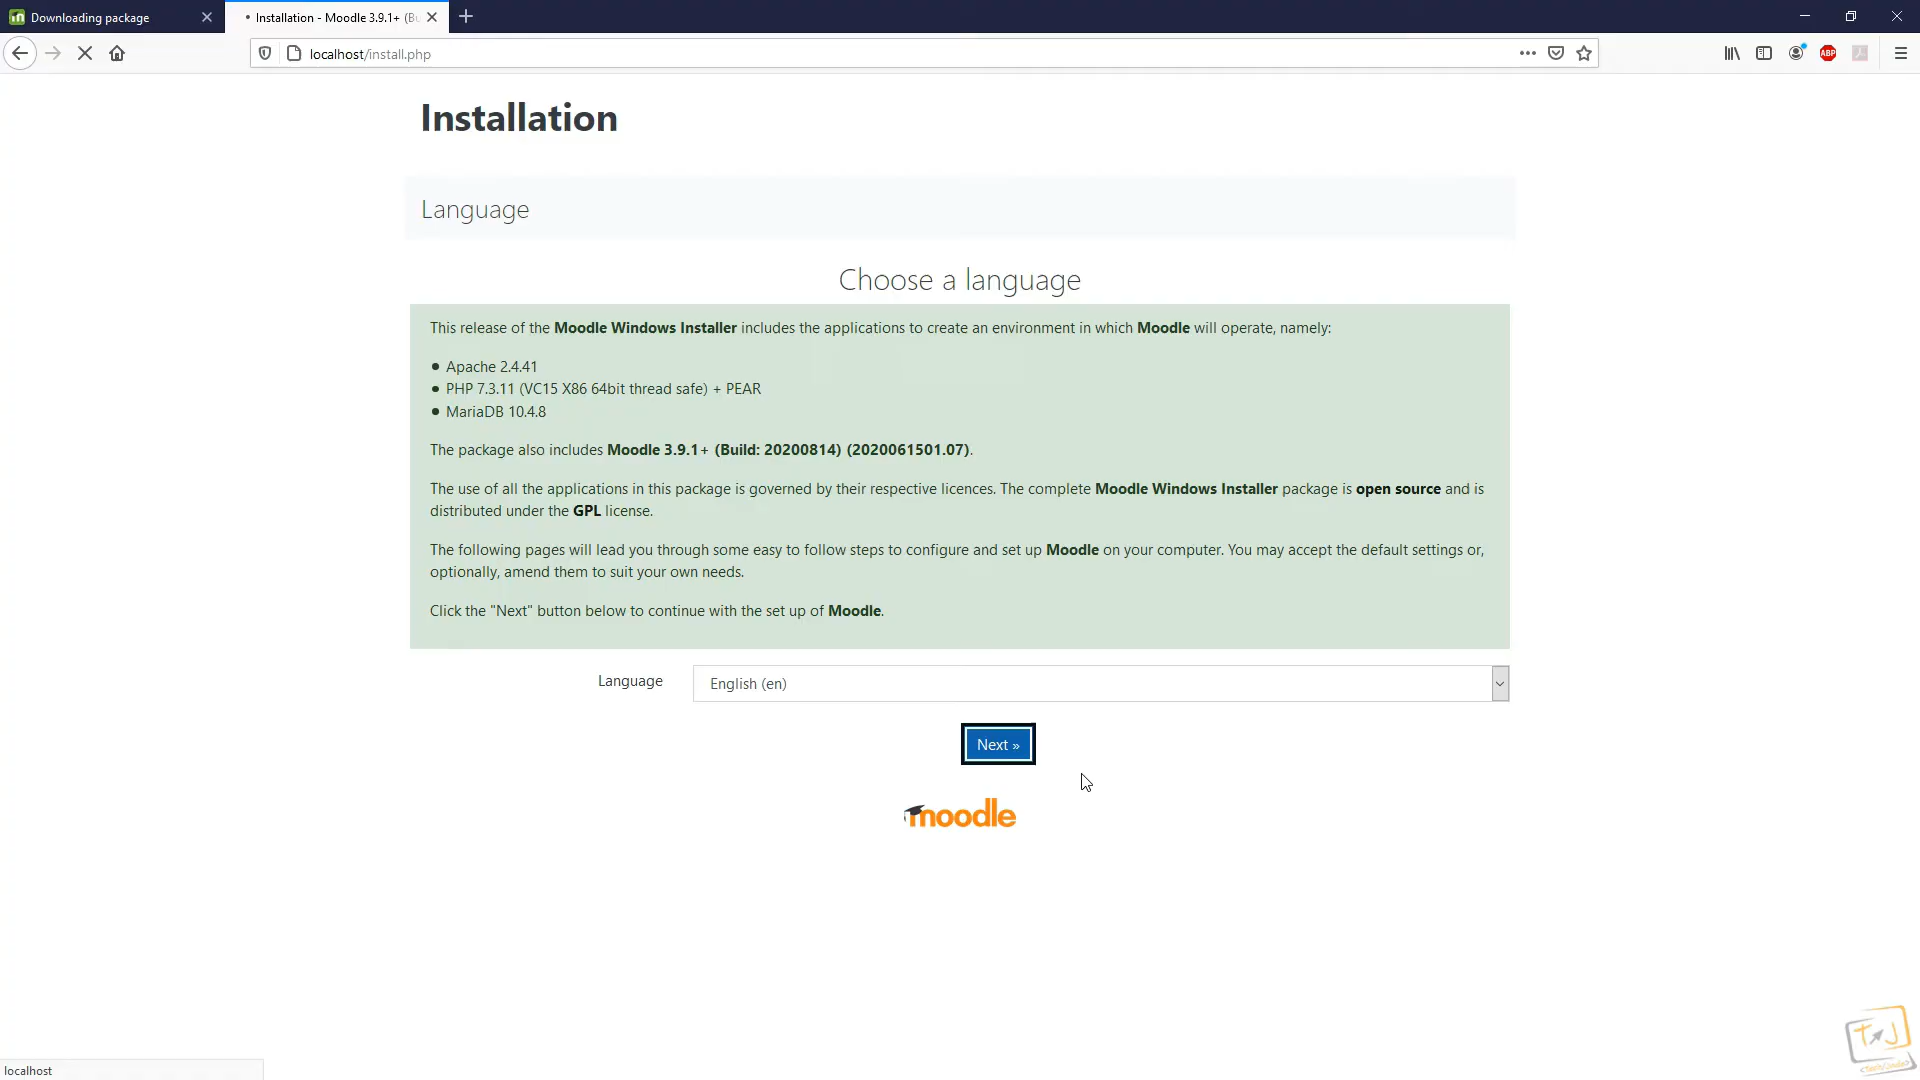 Downloading package
Installation - Moodle 3.9.1+ (Bu
localhost/install.php
ABP
Installation
Language
Choose a language
This release of the Moodle Windows Installer includes the applications to create an environment in which Moodle will operate, namely:
Apache 2.4.41
PHP 7.3.11 (VC15 X86 64bit thread safe) + PEAR
MariaDB 10.4.8
The package also includes Moodle 3.9.1+ (Build: 20200814) (2020061501.07).
The use of all the applications in this package is governed by their respective licences. The complete Moodle Windows Installer package is open source and is
distributed under the GPL license.
The following pages will lead you through some easy to follow steps to configure and set up Moodle on your computer. You may accept the default settings or,
optionally, amend them to suit your own needs.
Click the "Next" button below to continue with the set up of Moodle.
Language English (en)
Next »
moodle
localhost